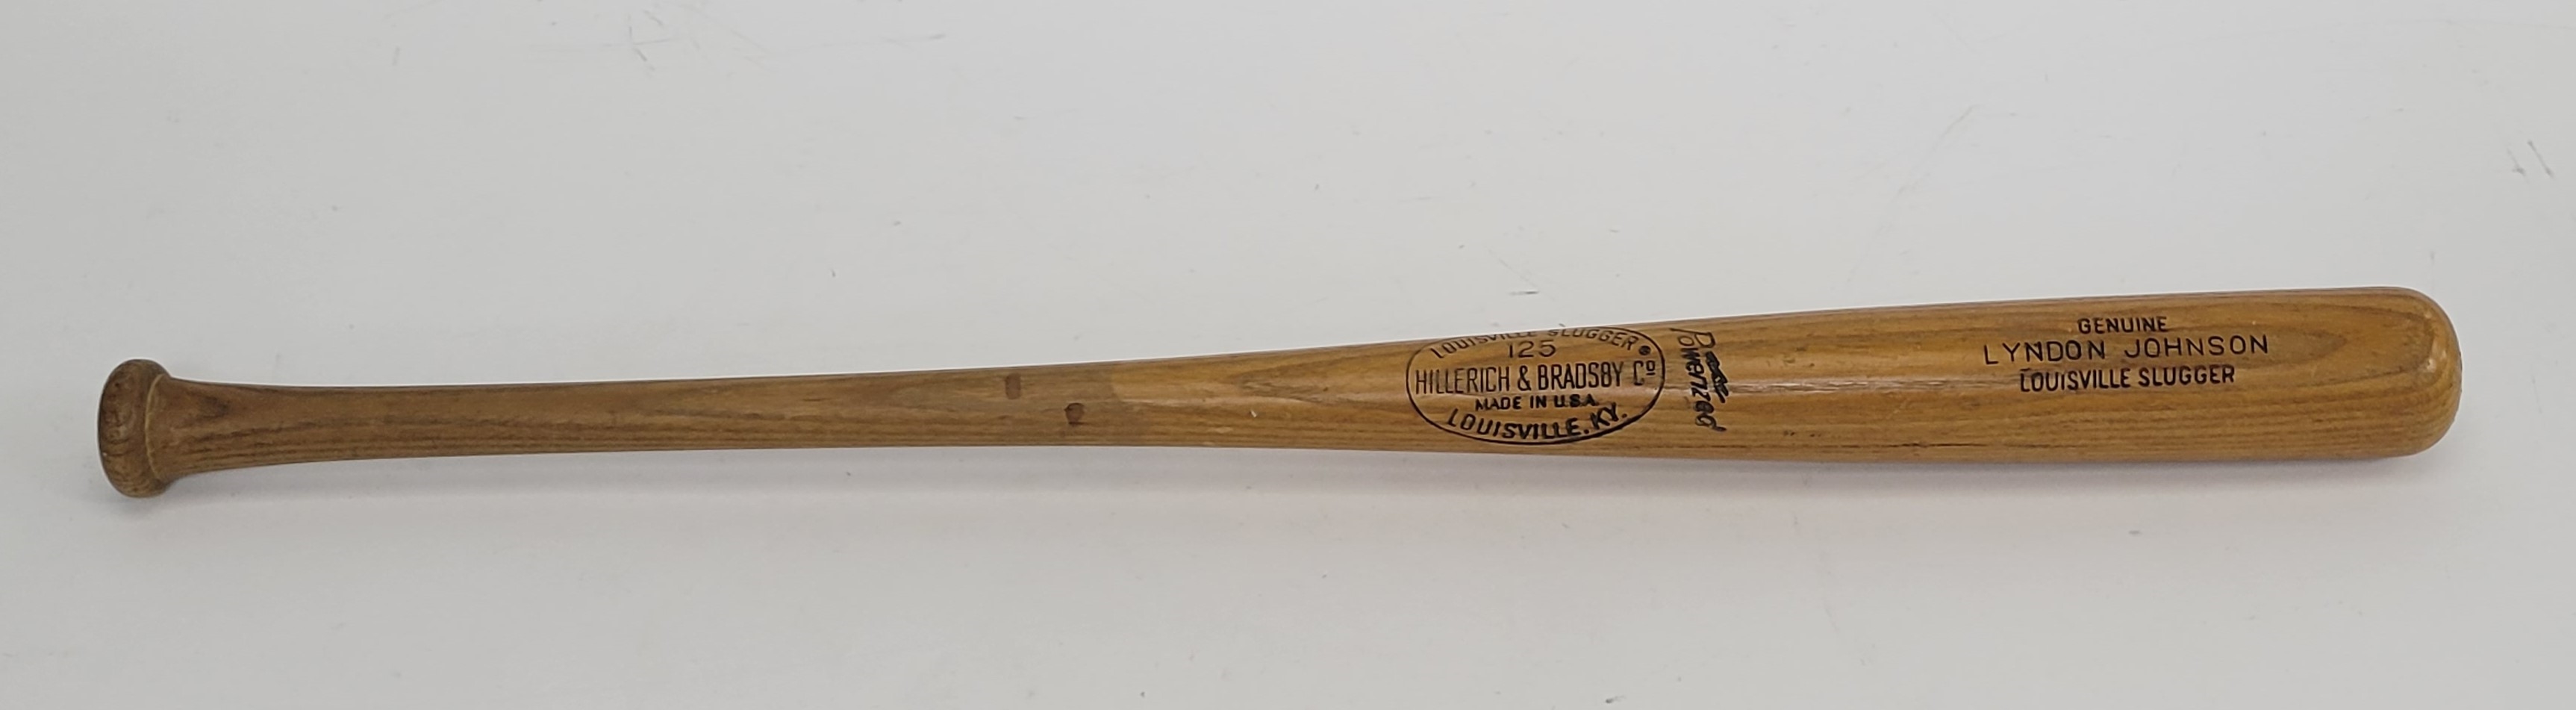 LOUISVILLE SLUGGER ®
125
HILLERICH & BRADSBY Cº
MADE IN U.S.A.
LOUISVILLE, KY.
Powerized
GENUINE
LYNDON JOHNSON
LOUISVILLE SLUGGER